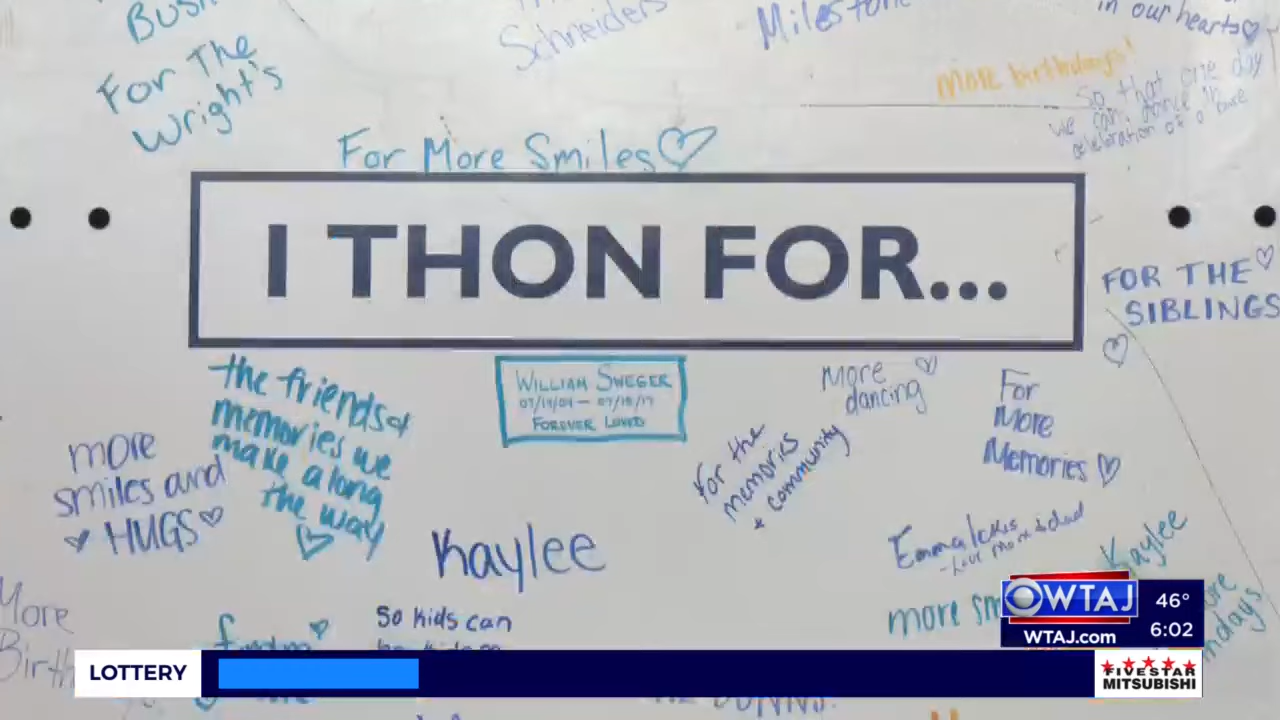 For The
Wright's
Schneiders
Milestone
in our hearts
More birthdays!
So that one day
we can dance in
celebration of a cure
For More Smiles
I THON FOR...
FOR THE
SIBLINGS
the friends &
memories we
make along
the way
WILLIAM SWEGER
FOREVER LOVED
More
dancing
For
More
Memories
more
smiles and
HUGS
For the
memories
& community
Kaylee
Emma
Kaylee
More
So kids can
more
WTAJ
WTAJ.com
46°
6:02
LOTTERY
FIVESTAR
MITSUBISHI